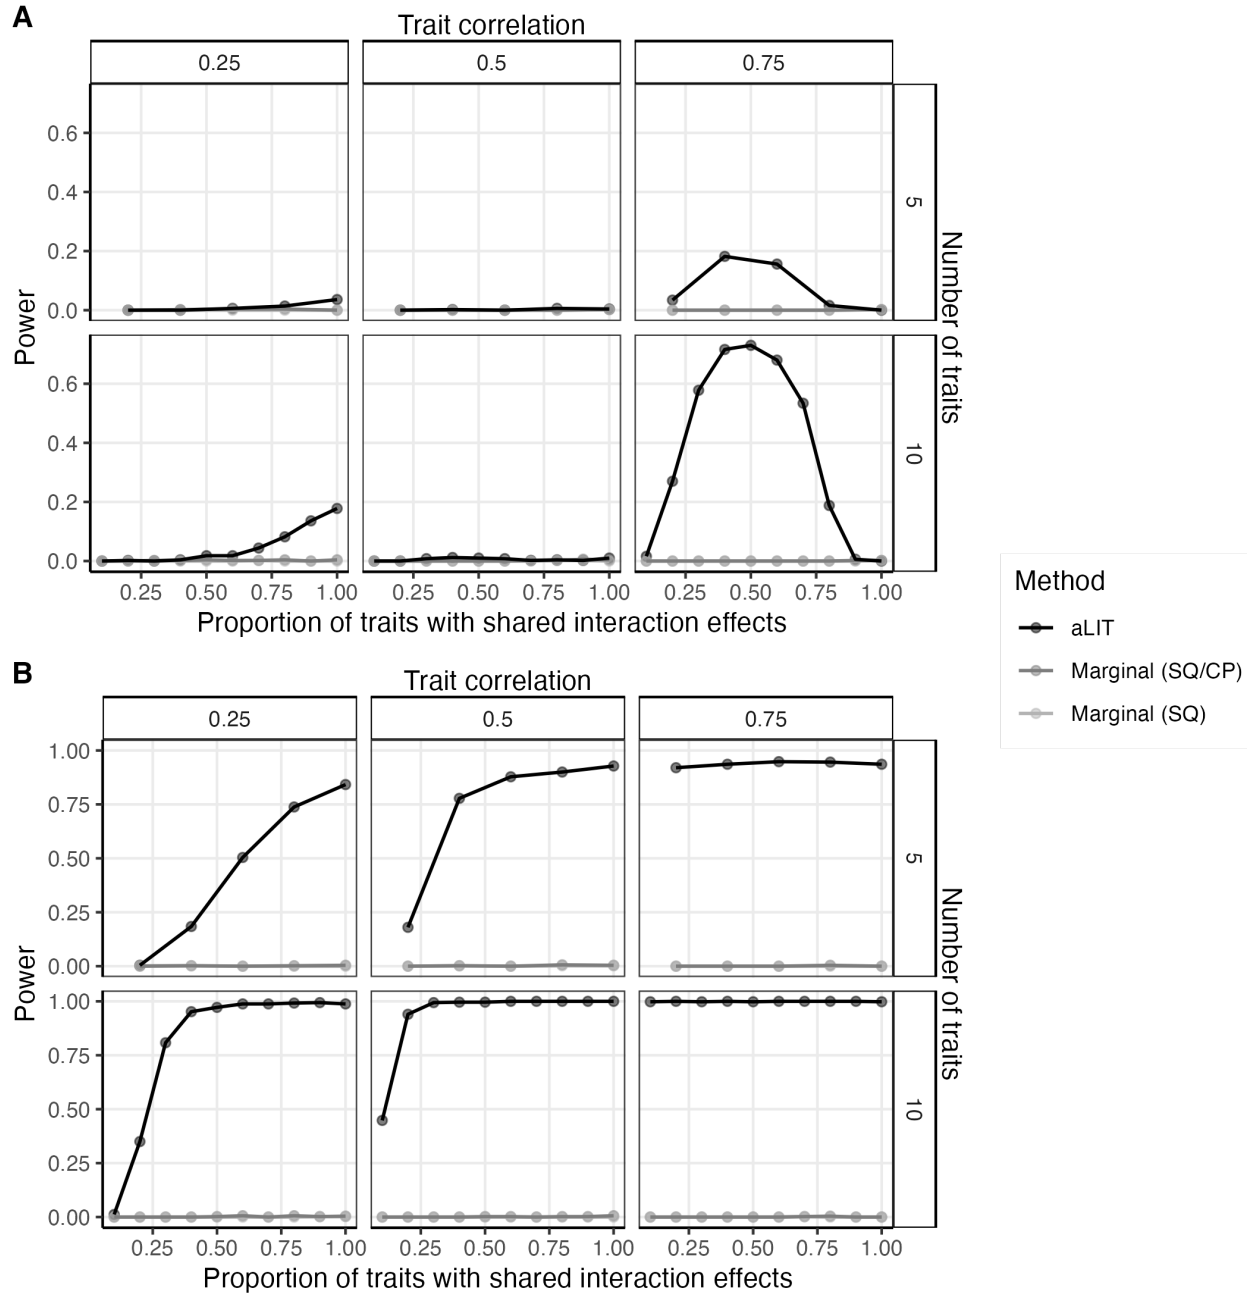 A
Trait correlation
0.25 0.5 0.75
0.6
0.4
0.2
0.0
5
0.6
0.4
0.2
0.0
10
Power
Number of traits
0.25 0.50 0.75 1.00 0.25 0.50 0.75 1.00 0.25 0.50 0.75 1.00
Proportion of traits with shared interaction effects
Method
aLIT
Marginal (SQ/CP)
Marginal (SQ)
B
Trait correlation
0.25 0.5 0.75
1.00
0.75
0.50
0.25
0.00
5
1.00
0.75
0.50
0.25
0.00
10
Power
Number of traits
0.25 0.50 0.75 1.00 0.25 0.50 0.75 1.00 0.25 0.50 0.75 1.00
Proportion of traits with shared interaction effects